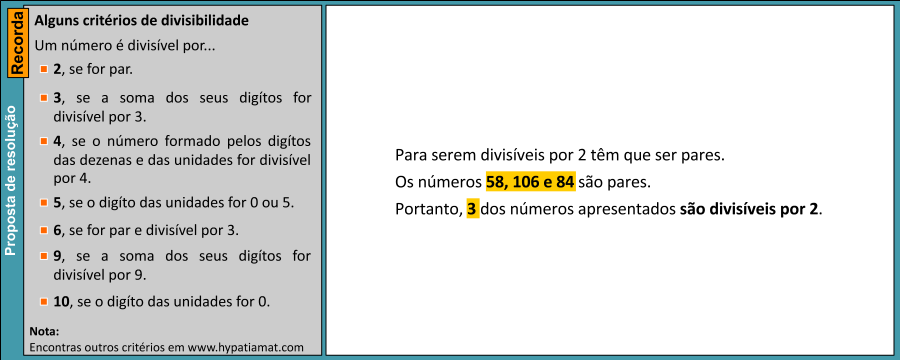 Recorda
Proposta de resolução
Alguns critérios de divisibilidade
Um número é divisível por...
2, se for par.
3, se a soma dos seus digítos for
divisível por 3.
4, se o número formado pelos digítos
das dezenas e das unidades for divisível
por 4.
5, se o digíto das unidades for 0 ou 5.
6, se for par e divisível por 3.
9, se a soma dos seus digítos for
divisível por 9.
10, se o digíto das unidades for 0.
Nota:
Encontras outros critérios em www.hypatiamat.com
Para serem divisíveis por 2 têm que ser pares.
Os números 58, 106 e 84 são pares.
Portanto, 3 dos números apresentados são divisíveis por 2.